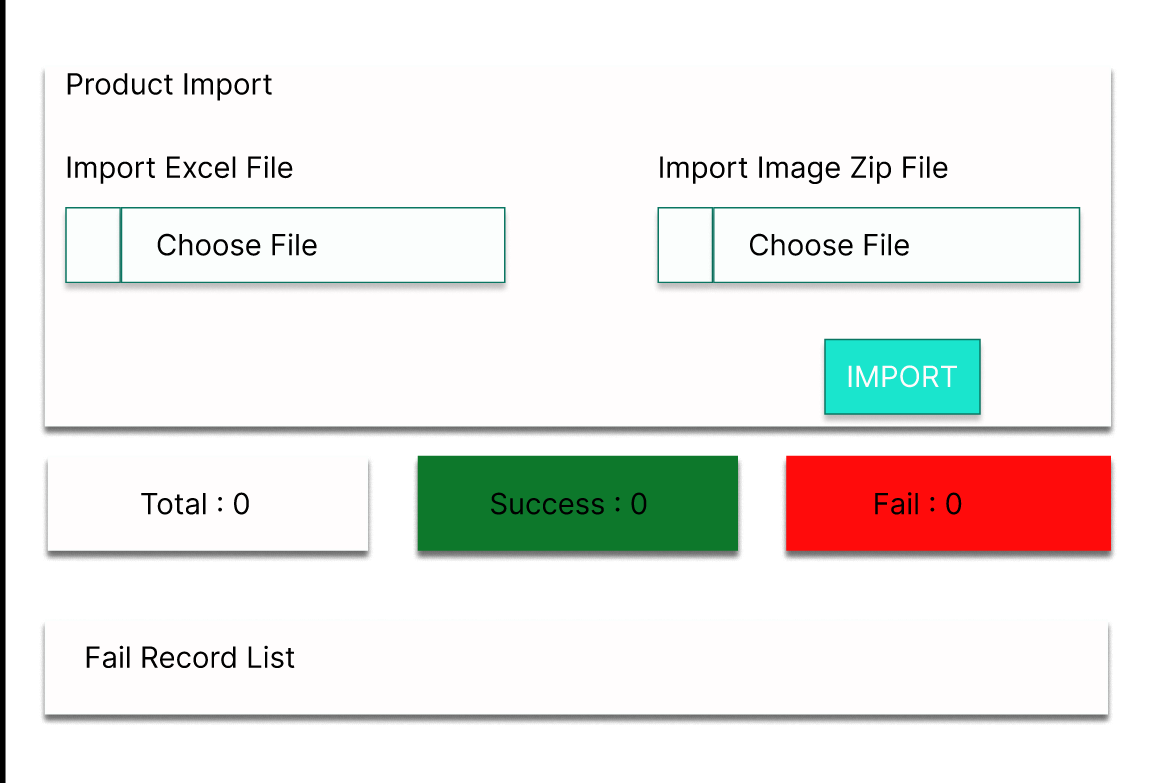 Product Import
Import Excel File
Import Image Zip File
Choose File
Choose File
IMPORT
Total : 0
Success : 0
Fail : 0
Fail Record List